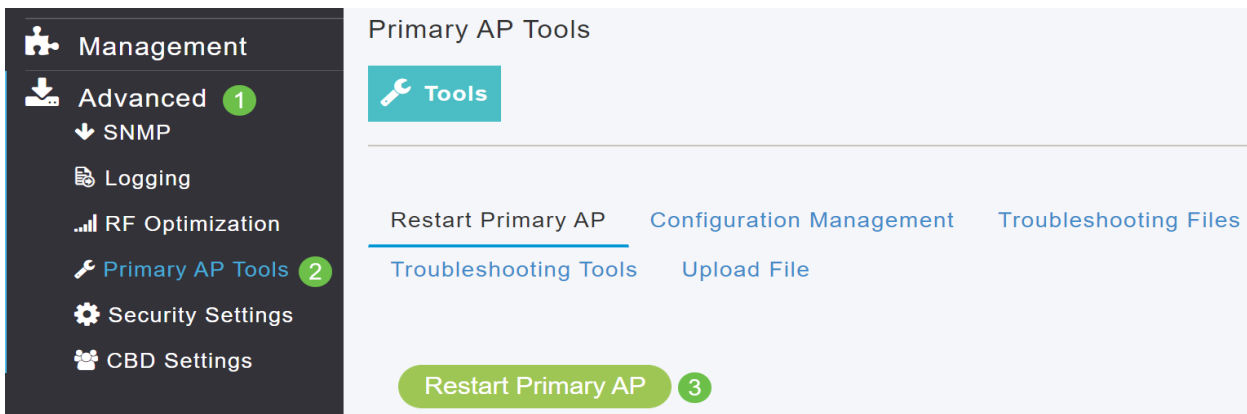 Management
Advanced 1
SNMP
Logging
RF Optimization
Primary AP Tools 2
Security Settings
CBD Settings
Primary AP Tools
Tools
Restart Primary AP Configuration Management Troubleshooting Files
Troubleshooting Tools Upload File
Restart Primary AP 3